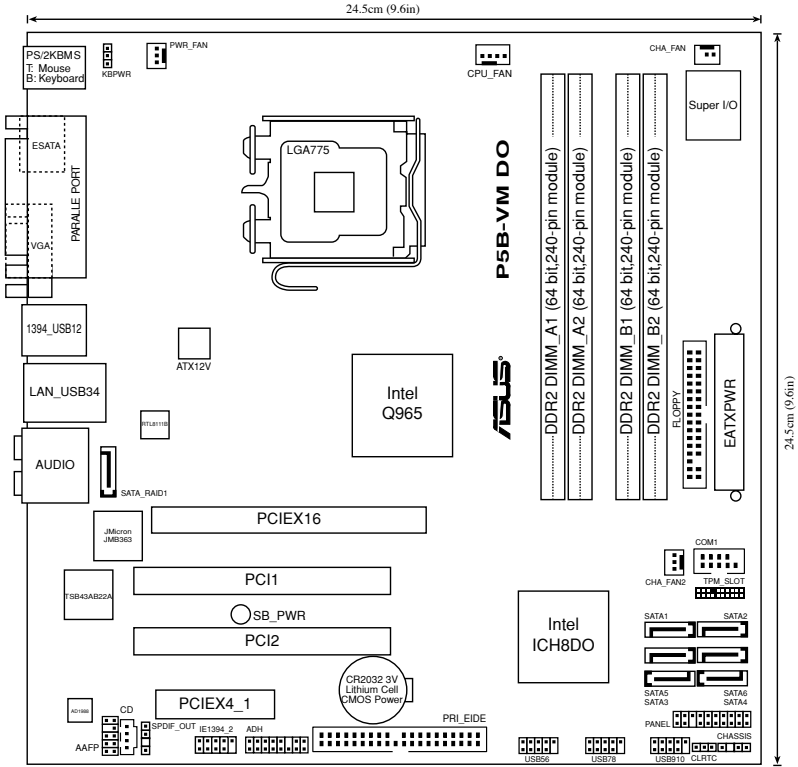 24.5cm (9.6in)
PS/2KBMS
T: Mouse
B: Keyboard
KBPWR
PWR_FAN
CPU_FAN
CHA_FAN
Super I/O
ESATA
PARALLE PORT
VGA
LGA775
P5B-VM DO
DDR2 DIMM_A1 (64 bit,240-pin module)
DDR2 DIMM_A2 (64 bit,240-pin module)
DDR2 DIMM_B1 (64 bit,240-pin module)
DDR2 DIMM_B2 (64 bit,240-pin module)
24.5cm (9.6in)
1394_USB12
ATX12V
LAN_USB34
Intel
Q965
ASUS
FLOPPY
EATXPWR
RTL8111B
AUDIO
SATA_RAID1
PCIEX16
JMicron
JMB363
COM1
CHA_FAN2
TPM_SLOT
PCI1
TSB43AB22A
SB_PWR
PCI2
Intel
ICH8DO
SATA1
SATA2
CR2032 3V
Lithium Cell
CMOS Power
SATA5
SATA6
SATA3
SATA4
PCIEX4_1
AD1988
CD
SPDIF_OUT
AAFP
IE1394_2
ADH
PRI_EIDE
PANEL
CHASSIS
USB56
USB78
USB910
CLRTC